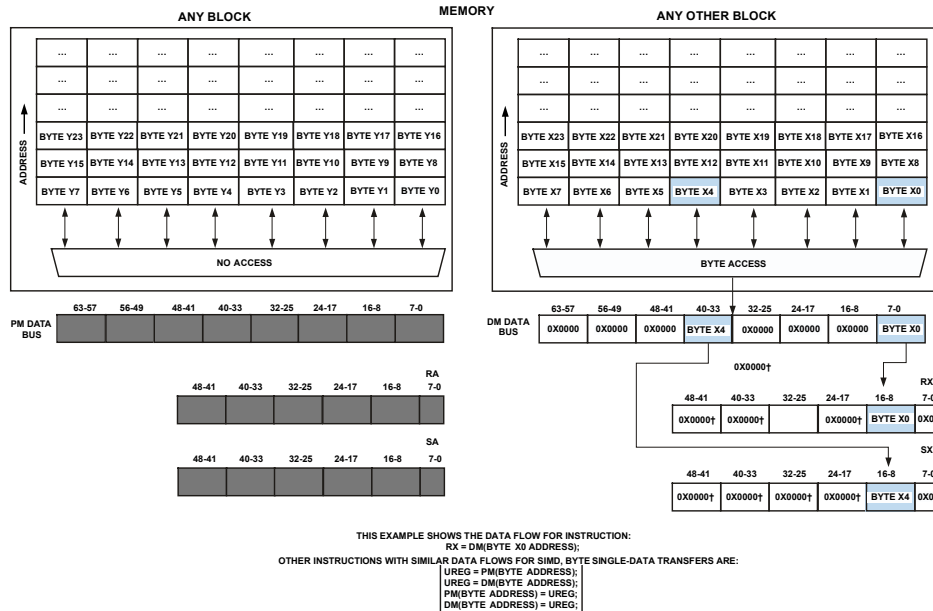 MEMORY
ANY BLOCK
ANY OTHER BLOCK
ADDRESS
... ... ... ... ... ... ... ...
... ... ... ... ... ... ... ...
... ... ... ... ... ... ... ...
BYTE Y23 BYTE Y22 BYTE Y21 BYTE Y20 BYTE Y19 BYTE Y18 BYTE Y17 BYTE Y16
BYTE Y15 BYTE Y14 BYTE Y13 BYTE Y12 BYTE Y11 BYTE Y10 BYTE Y9 BYTE Y8
BYTE Y7 BYTE Y6 BYTE Y5 BYTE Y4 BYTE Y3 BYTE Y2 BYTE Y1 BYTE Y0
NO ACCESS
ADDRESS
... ... ... ... ... ... ... ...
... ... ... ... ... ... ... ...
... ... ... ... ... ... ... ...
BYTE X23 BYTE X22 BYTE X21 BYTE X20 BYTE X19 BYTE X18 BYTE X17 BYTE X16
BYTE X15 BYTE X14 BYTE X13 BYTE X12 BYTE X11 BYTE X10 BYTE X9 BYTE X8
BYTE X7 BYTE X6 BYTE X5 BYTE X4 BYTE X3 BYTE X2 BYTE X1 BYTE X0
BYTE ACCESS
63-57 56-49 48-41 40-33 32-25 24-17 16-8 7-0
PM DATA
BUS
63-57 56-49 48-41 40-33 32-25 24-17 16-8 7-0
DM DATA
BUS
0X0000 0X0000 0X0000 BYTE X4 0X0000 0X0000 0X0000 BYTE X0
0X0000†
RA
48-41 40-33 32-25 24-17 16-8 7-0
RX
48-41 40-33 32-25 24-17 16-8 7-0
0X0000† 0X0000† 0X0000† BYTE X0
SA
48-41 40-33 32-25 24-17 16-8 7-0
SX
48-41 40-33 32-25 24-17 16-8 7-0
0X0000† 0X0000† 0X0000† 0X0000† BYTE X4
THIS EXAMPLE SHOWS THE DATA FLOW FOR INSTRUCTION:
RX = DM(BYTE X0 ADDRESS);
OTHER INSTRUCTIONS WITH SIMILAR DATA FLOWS FOR SIMD, BYTE SINGLE-DATA TRANSFERS ARE:
UREG = PM(BYTE ADDRESS);
UREG = DM(BYTE ADDRESS);
PM(BYTE ADDRESS) = UREG;
DM(BYTE ADDRESS) = UREG;